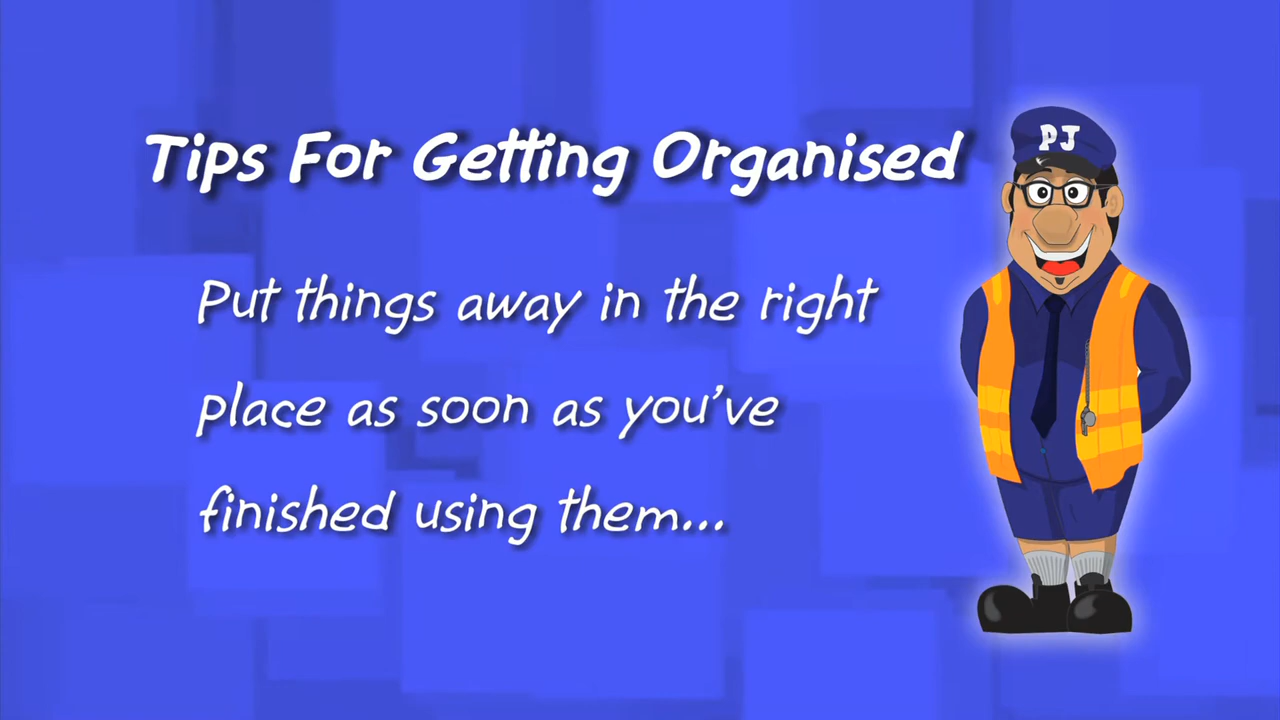 Tips For Getting Organised
PJ
Put things away in the right
place as soon as you've
finished using them...